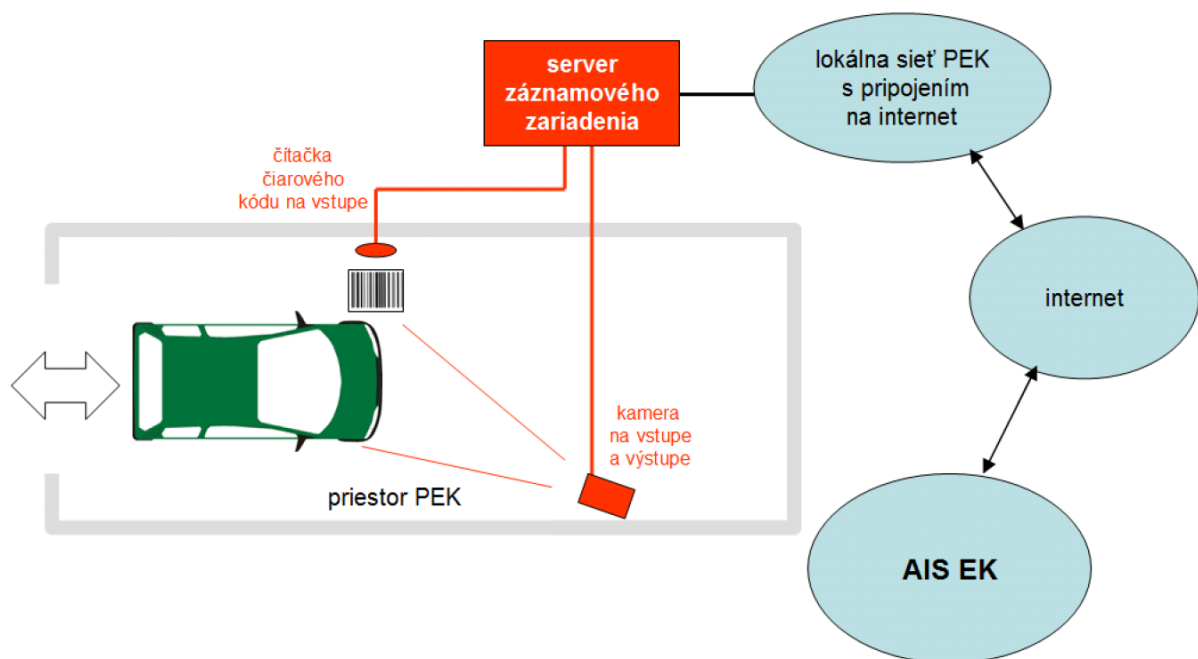 server
záznamového
zariadenia
lokálna sieť PEK
s pripojením
na internet
čítačka
čiarového
kódu na vstupe
internet
kamera
na vstupe
a výstupe
priestor PEK
AIS EK